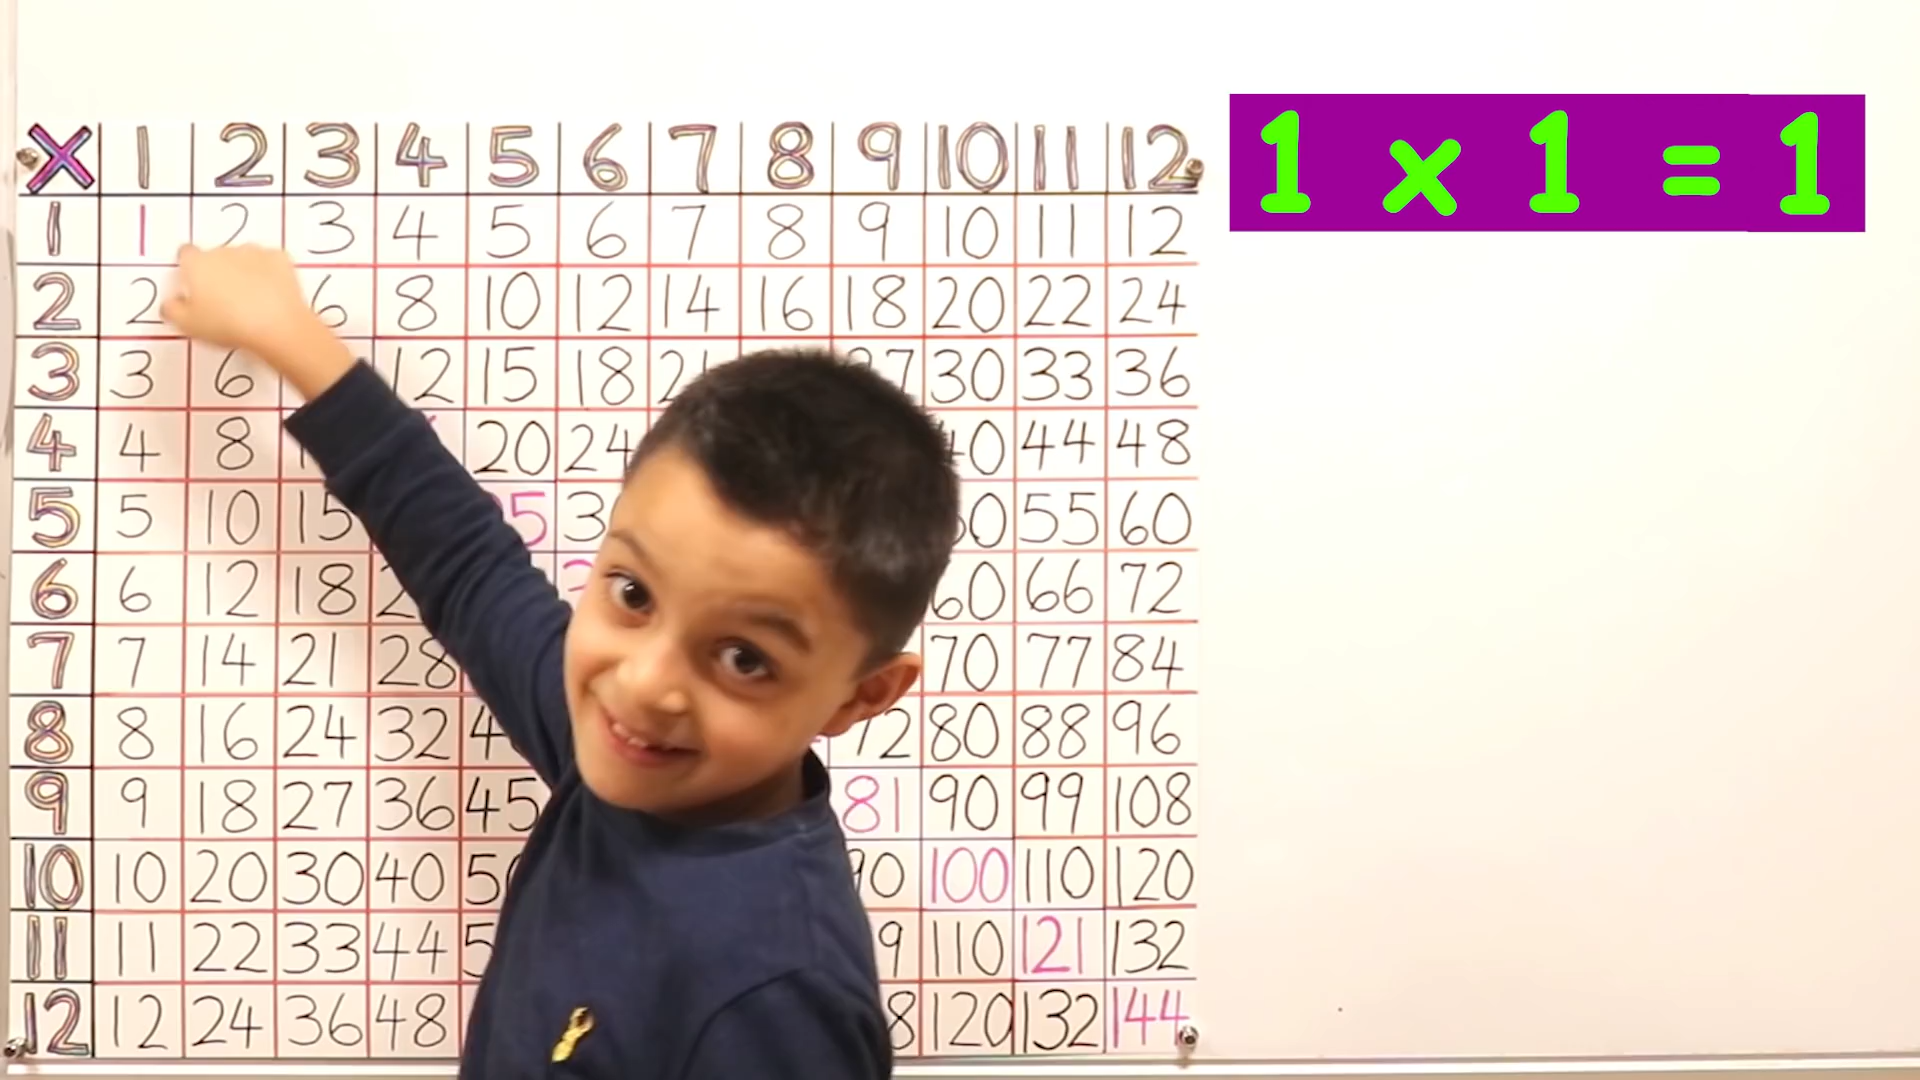 X 1 2 3 4 5 6 7 8 9 10 11 12
1 1 2 3 4 5 6 7 8 9 10 11 12
2 2 6 8 10 12 14 16 18 20 22 24
3 3 6 12 15 18 30 33 36
4 4 8 20 24 44 48
5 5 10 15 55 60
6 6 12 18 60 66 72
7 7 14 21 28 70 77 84
8 8 16 24 32 72 80 88 96
9 9 18 27 36 45 81 90 99 108
10 10 20 30 40 90 100 110 120
11 11 22 33 44 110 121 132
12 12 24 36 48 120 132 144
1 x 1 = 1